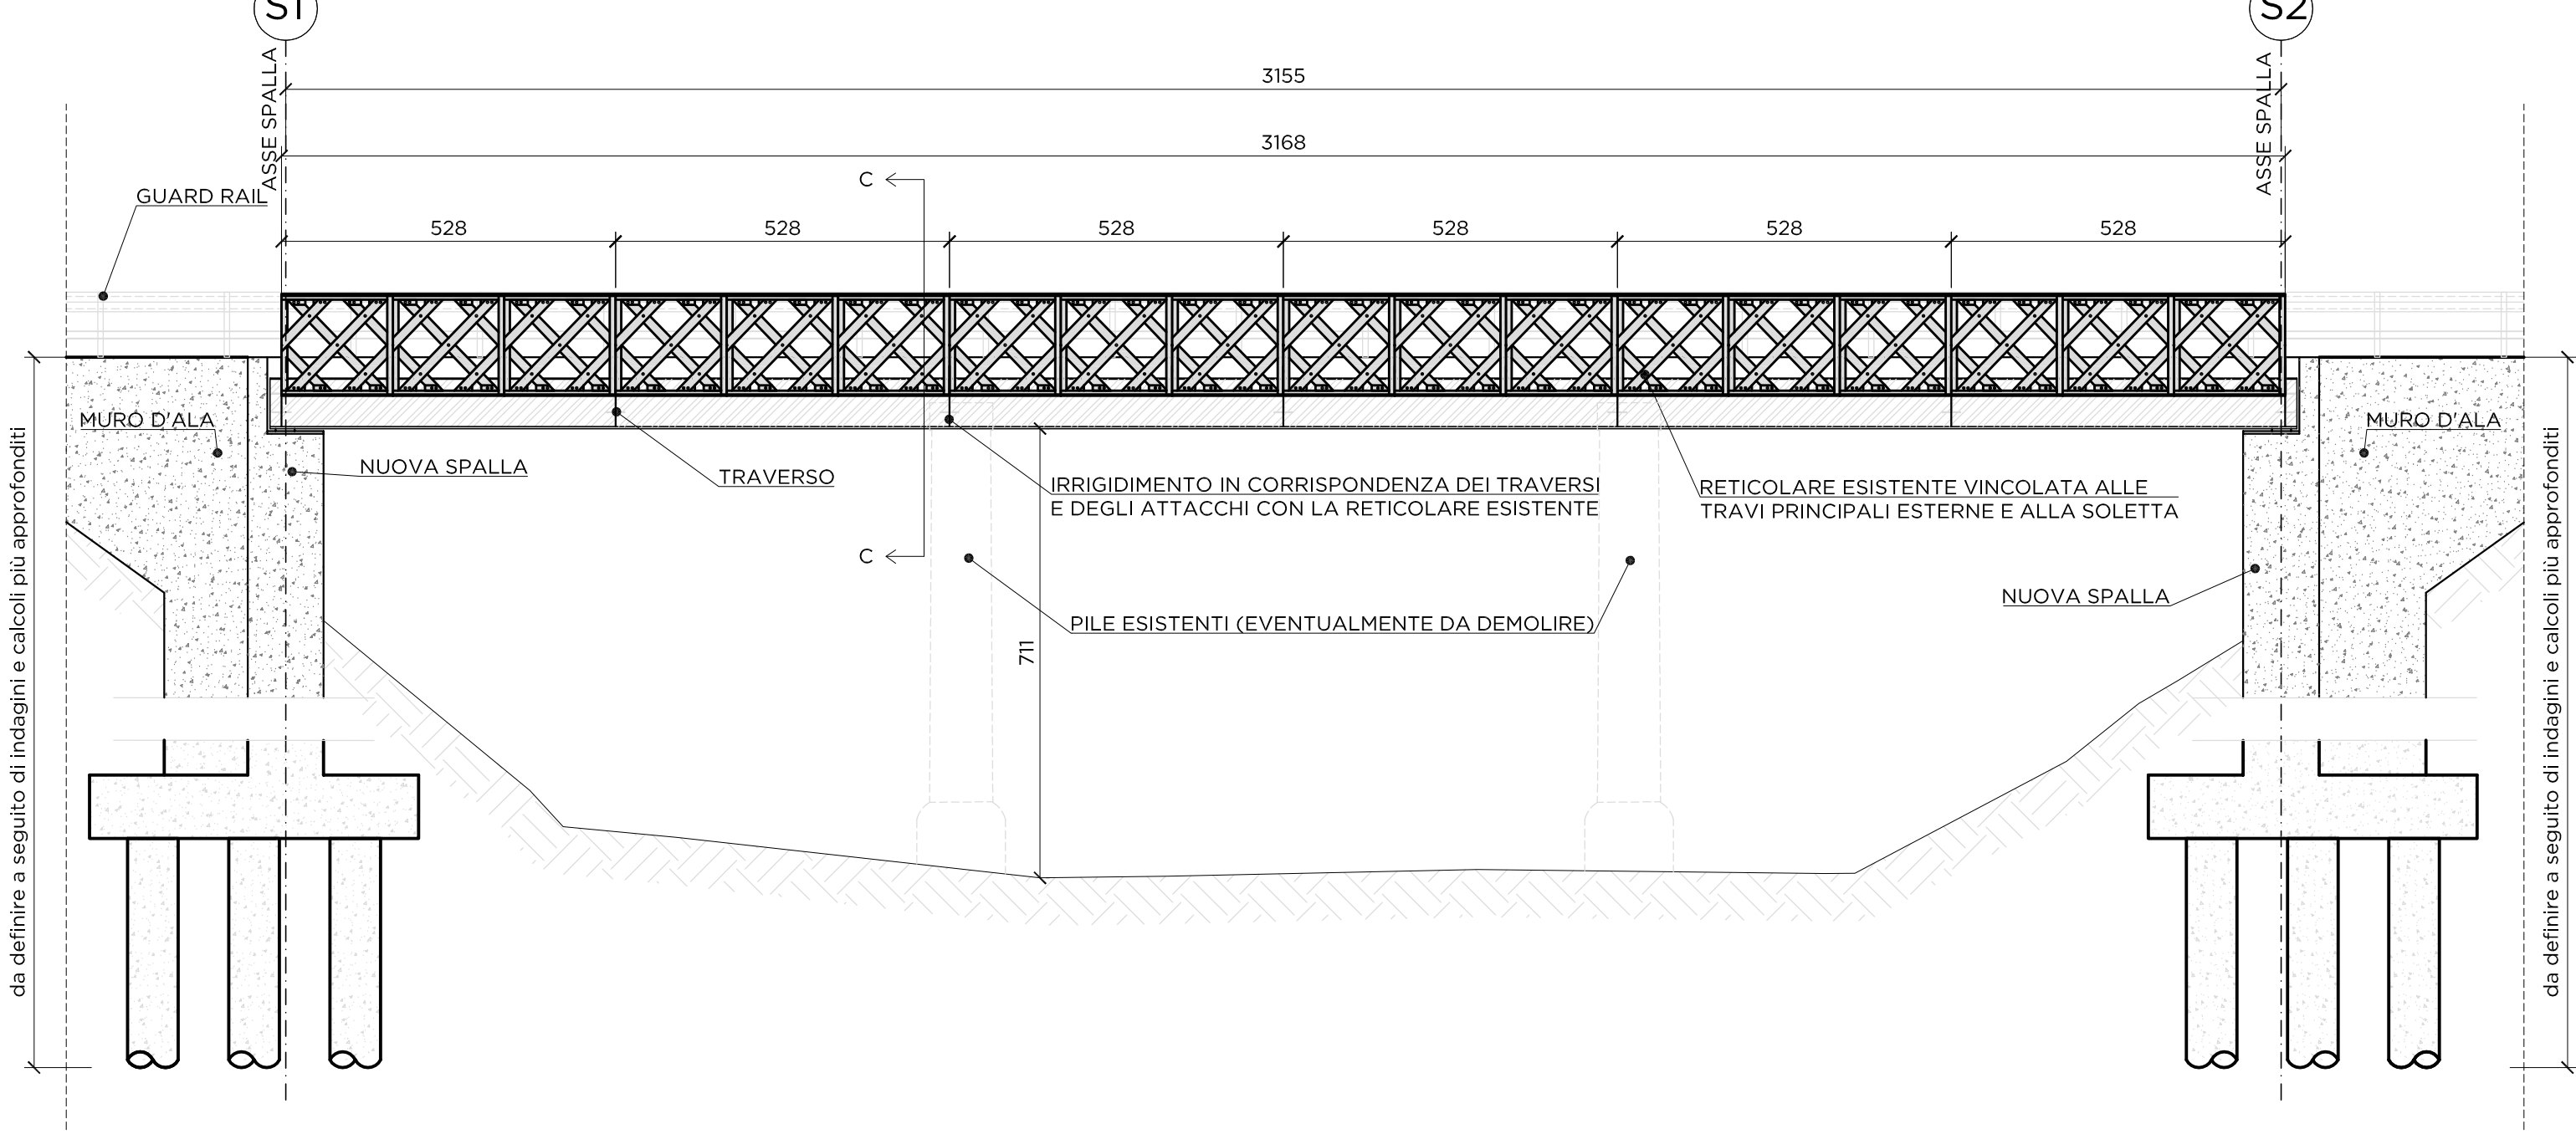 S1
S2
ASSE SPALLA
ASSE SPALLA
3155
3168
C
GUARD RAIL
528
528
528
528
528
528
MURO D'ALA
MURO D'ALA
NUOVA SPALLA
TRAVERSO
IRRIGIDIMENTO IN CORRISPONDENZA DEI TRAVERSI
E DEGLI ATTACCHI CON LA RETICOLARE ESISTENTE
RETICOLARE ESISTENTE VINCOLATA ALLE
TRAVI PRINCIPALI ESTERNE E ALLA SOLETTA
C
NUOVA SPALLA
PILE ESISTENTI (EVENTUALMENTE DA DEMOLIRE)
711
da definire a seguito di indagini e calcoli più approfonditi
da definire a seguito di indagini e calcoli più approfonditi